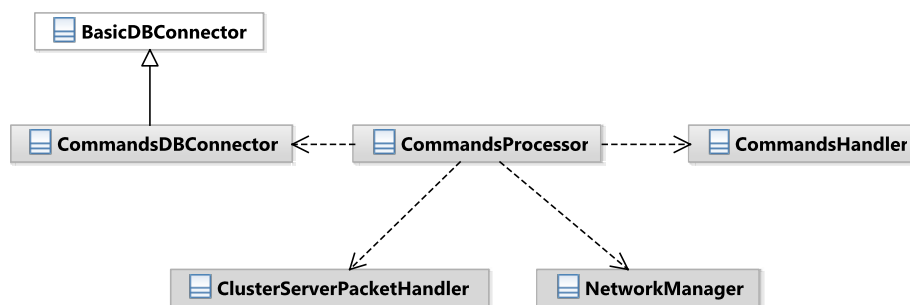 BasicDBConnector
CommandsDBConnector
CommandsProcessor
CommandsHandler
ClusterServerPacketHandler
NetworkManager